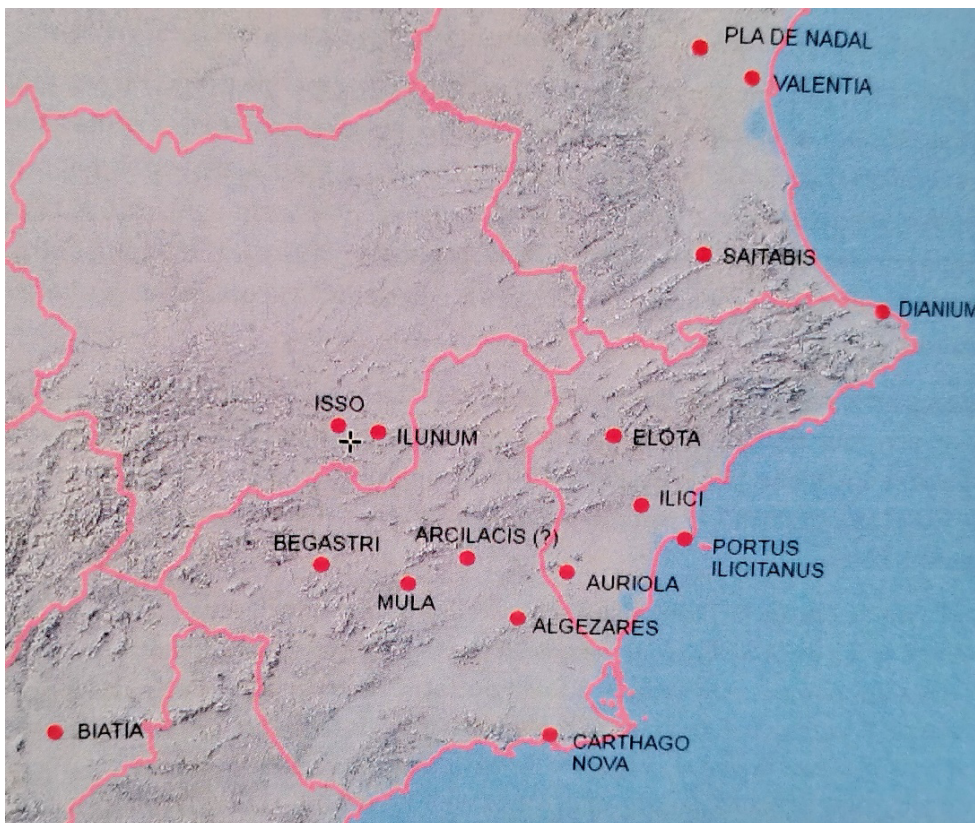 PLA DE NADAL
VALENTIA
SAITABIS
DIANIUM
ISSO
ILUNUM
ELOTA
ILICI
BEGASTRI
ARCILACIS (?)
PORTUS
ILICITANUS
AURIOLA
MULA
ALGEZARES
BIATIA
CARTHAGO
NOVA